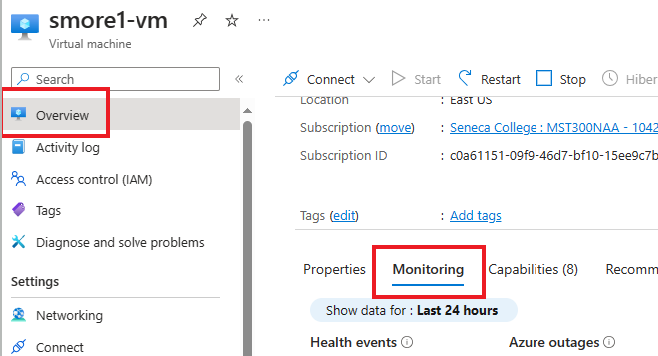 smore1-vm
Virtual machine
Search
Overview
Activity log
Access control (IAM)
Tags
Diagnose and solve problems
Settings
Networking
Connect
Connect Start Restart Stop Hiber
Location : East US
Subscription (move) : Seneca College : MST300NAA - 1042
Subscription ID : c0a61151-09f9-46d7-bf10-15ee9c7b
Tags (edit) : Add tags
Properties Monitoring Capabilities (8) Recomm
Show data for : Last 24 hours
Health events Azure outages